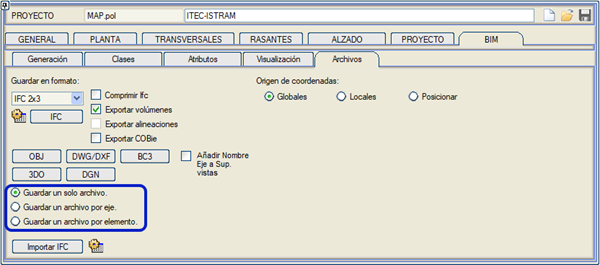 PROYECTO MAP.pol ITEC-ISTRAM
GENERAL PLANTA TRANSVERSALES RASANTES ALZADO PROYECTO BIM
Generación Clases Atributos Visualización Archivos
Guardar en formato: Origen de coordenadas:
IFC 2x3 Comprimir Ifc Globales Locales Posicionar
IFC Exportar volúmenes
Exportar alineaciones
Exportar COBie
OBJ DWG/DXF BC3 Añadir Nombre
Eje a Sup.
3DO DGN vistas
Guardar un solo archivo.
Guardar un archivo por eje.
Guardar un archivo por elemento.
Importar IFC